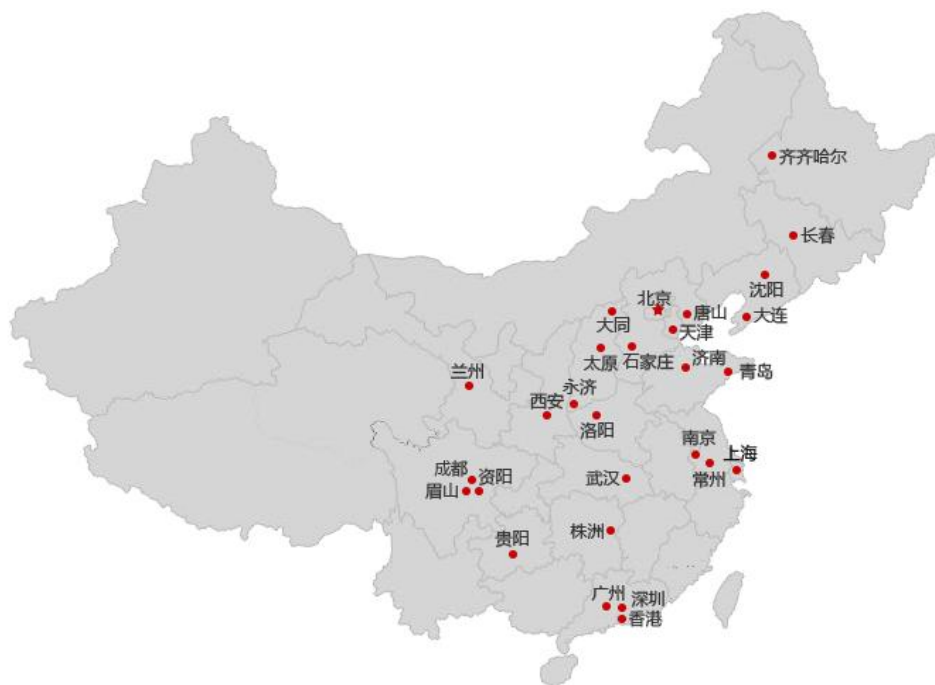 齐齐哈尔
长春
沈阳
北京
唐山
大连
大同
天津
太原
石家庄
济南
青岛
兰州
永济
西安
洛阳
南京
上海
常州
成都
资阳
眉山
武汉
株洲
贵阳
广州
深圳
香港